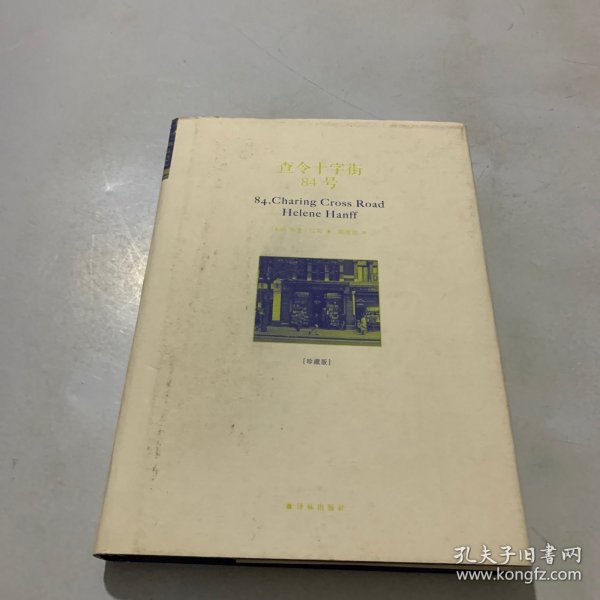 查令十字街
84号
84, Charing Cross Road
Helene Hanff
[珍藏版]
译林出版社
孔夫子旧书网
www.kongfz.com